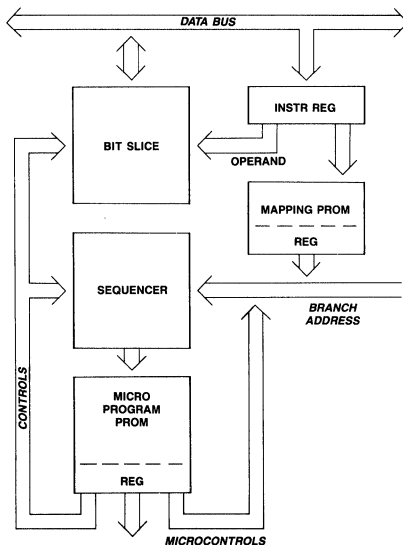 DATA BUS
INSTR REG
BIT SLICE
OPERAND
MAPPING PROM
REG
SEQUENCER
BRANCH
ADDRESS
CONTROLS
MICRO
PROGRAM
PROM
REG
MICROCONTROLS